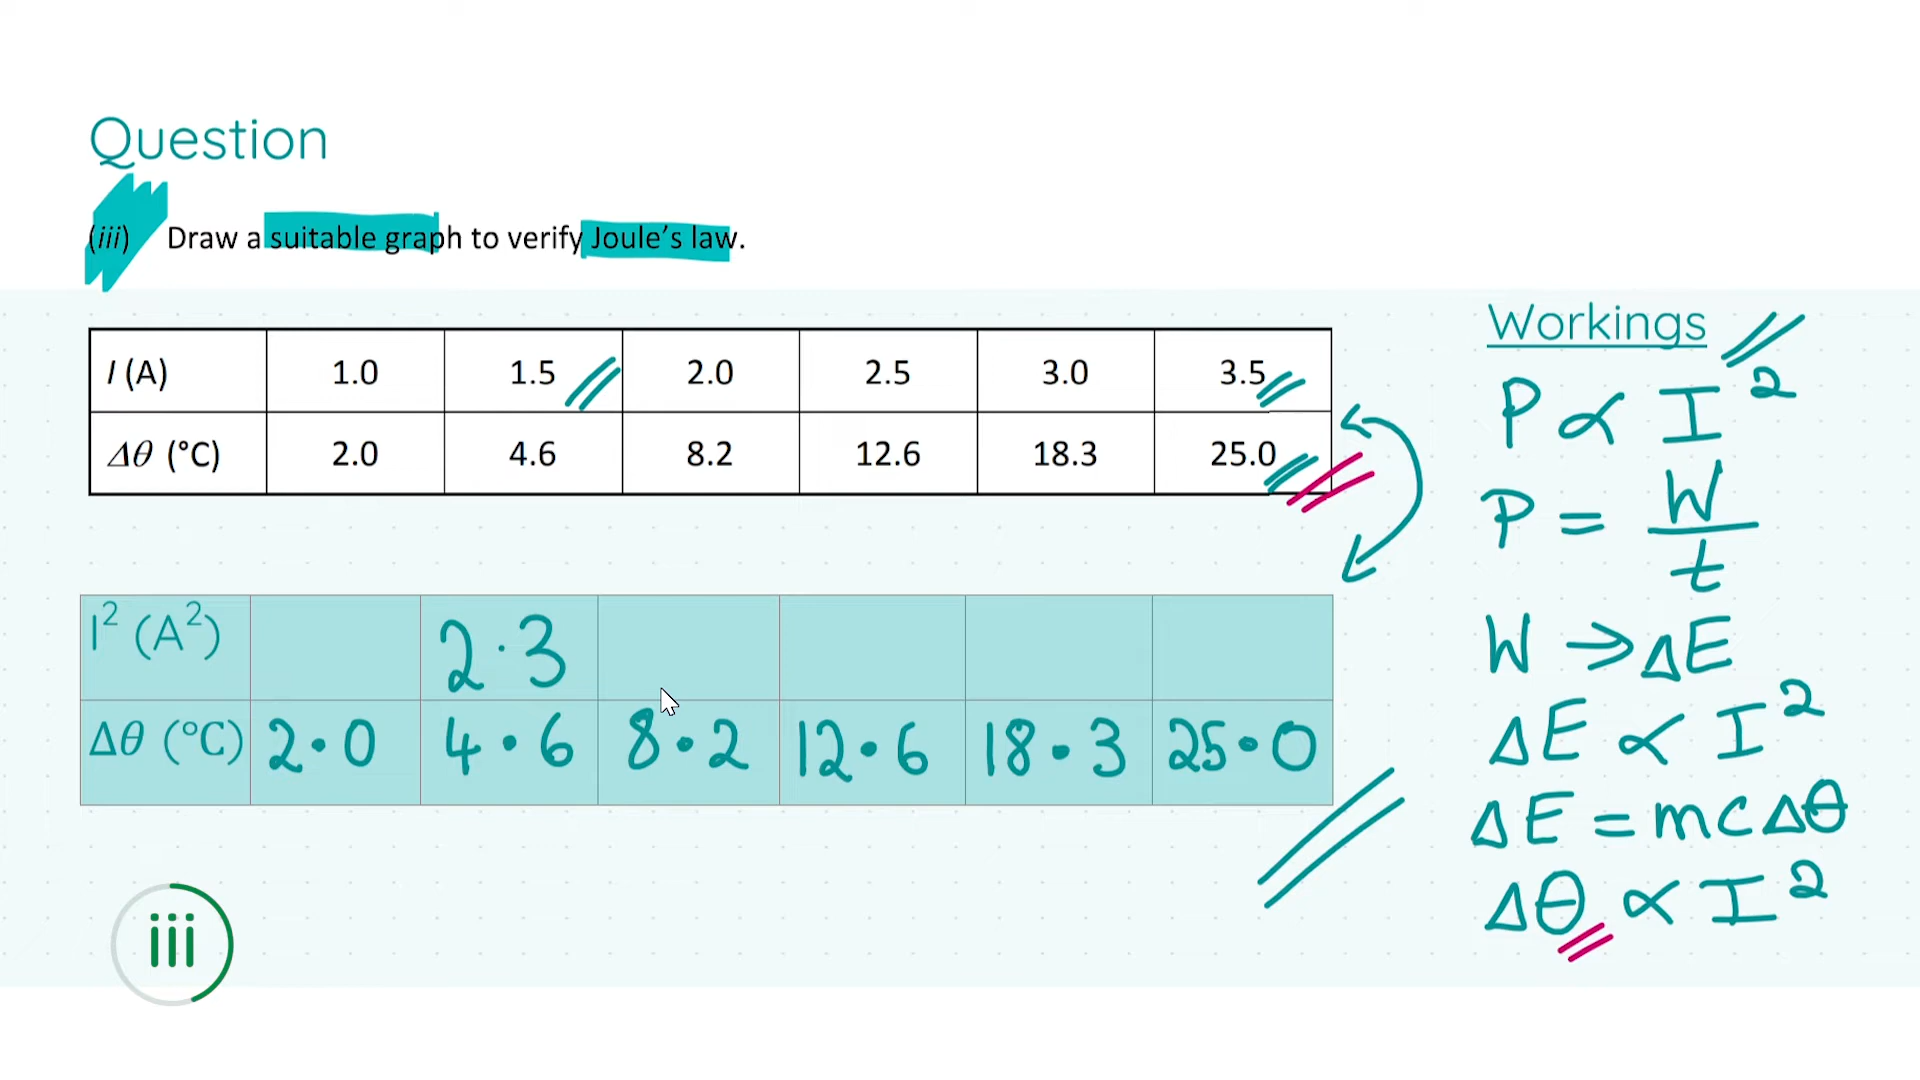 Question
(iii) Draw a suitable graph to verify Joule's law.
I (A) 1.0 1.5 2.0 2.5 3.0 3.5
Δθ (°C) 2.0 4.6 8.2 12.6 18.3 25.0
I² (A²) 2·3
Δθ (°C) 2·0 4·6 8·2 12·6 18·3 25·0
Workings
P ∝ I²
P = W/t
W → ΔE
ΔE ∝ I²
ΔE = mcΔθ
Δθ ∝ I²
iii